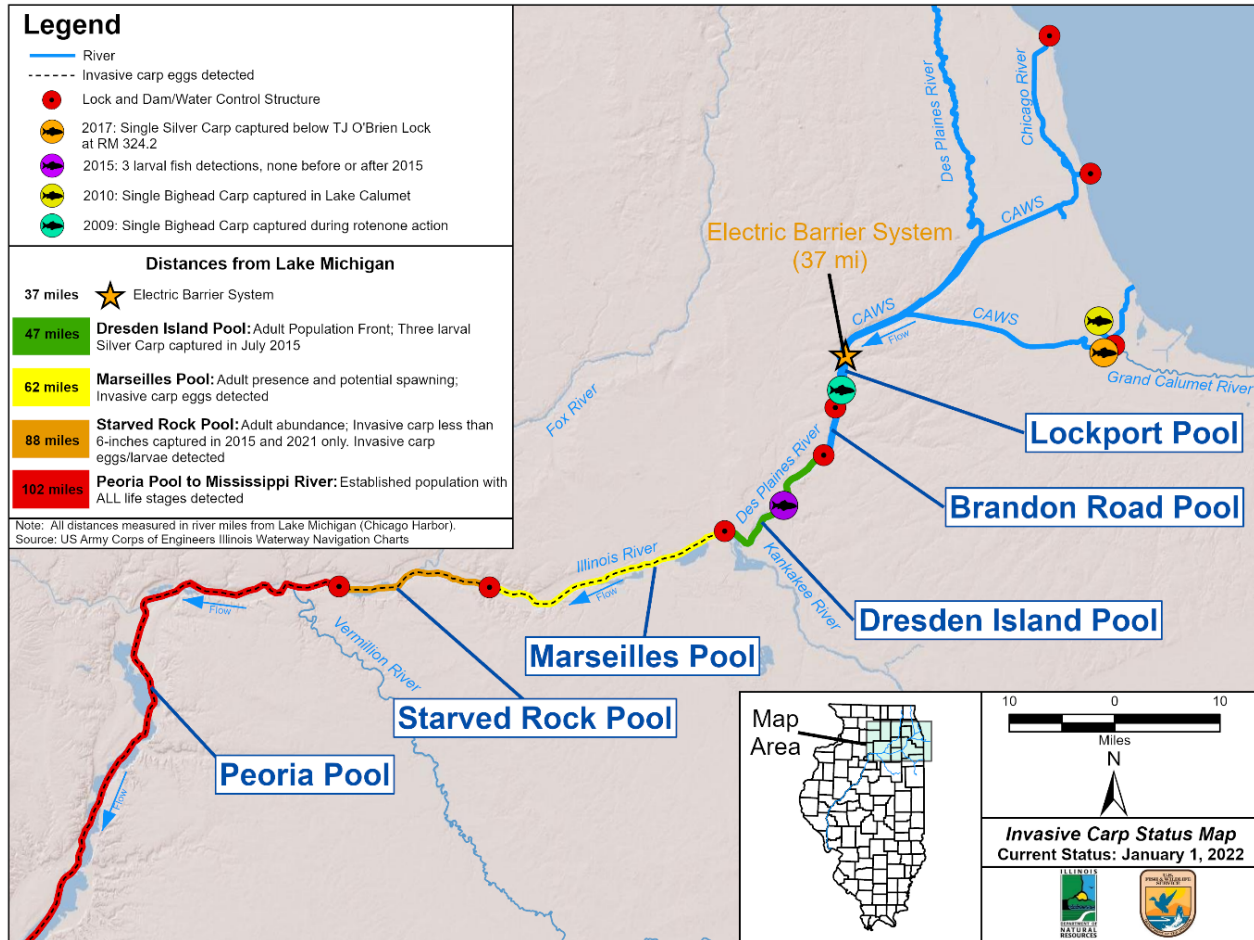 Legend
River
Invasive carp eggs detected
Lock and Dam/Water Control Structure
2017: Single Silver Carp captured below TJ O'Brien Lock
at RM 324.2
2015: 3 larval fish detections, none before or after 2015
2010: Single Bighead Carp captured in Lake Calumet
2009: Single Bighead Carp captured during rotenone action
Distances from Lake Michigan
37 miles Electric Barrier System
47 miles Dresden Island Pool: Adult Population Front; Three larval
Silver Carp captured in July 2015
62 miles Marseilles Pool: Adult presence and potential spawning;
Invasive carp eggs detected
88 miles Starved Rock Pool: Adult abundance; Invasive carp less than
6-inches captured in 2015 and 2021 only. Invasive carp
eggs/larvae detected
102 miles Peoria Pool to Mississippi River: Established population with
ALL life stages detected
Note: All distances measured in river miles from Lake Michigan (Chicago Harbor).
Source: US Army Corps of Engineers Illinois Waterway Navigation Charts
Des Plaines River
Chicago River
CAWS
Electric Barrier System
(37 mi)
CAWS
Flow
CAWS
Grand Calumet River
Fox River
Lockport Pool
Des Plaines River
Brandon Road Pool
Illinois River
Flow
Kankakee River
Dresden Island Pool
Flow
Vermillion River
Marseilles Pool
Starved Rock Pool
Peoria Pool
Flow
Map
Area
10 0 10
Miles
N
Invasive Carp Status Map
Current Status: January 1, 2022
ILLINOIS
DEPARTMENT OF
NATURAL
RESOURCES
U.S.
FISH & WILDLIFE
SERVICE